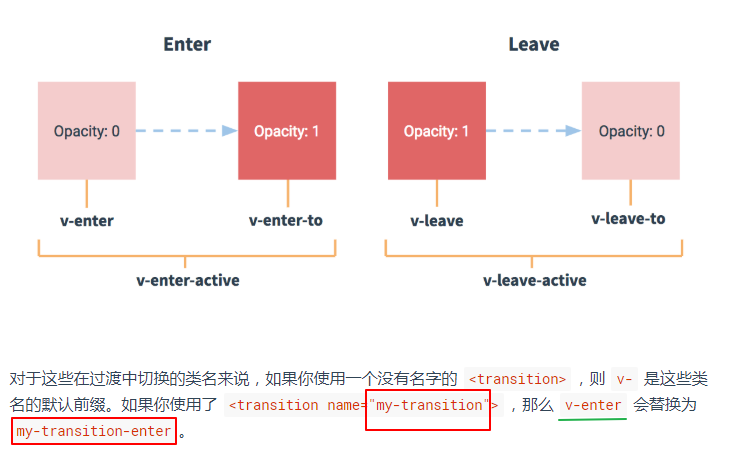 Enter
Leave
Opacity: 0
Opacity: 1
Opacity: 1
Opacity: 0
v-enter
v-enter-to
v-leave
v-leave-to
v-enter-active
v-leave-active
对于这些在过渡中切换的类名来说，如果你使用一个没有名字的 <transition> ，则 v- 是这些类
名的默认前缀。如果你使用了 <transition name="my-transition"> ，那么 v-enter 会替换为
my-transition-enter 。